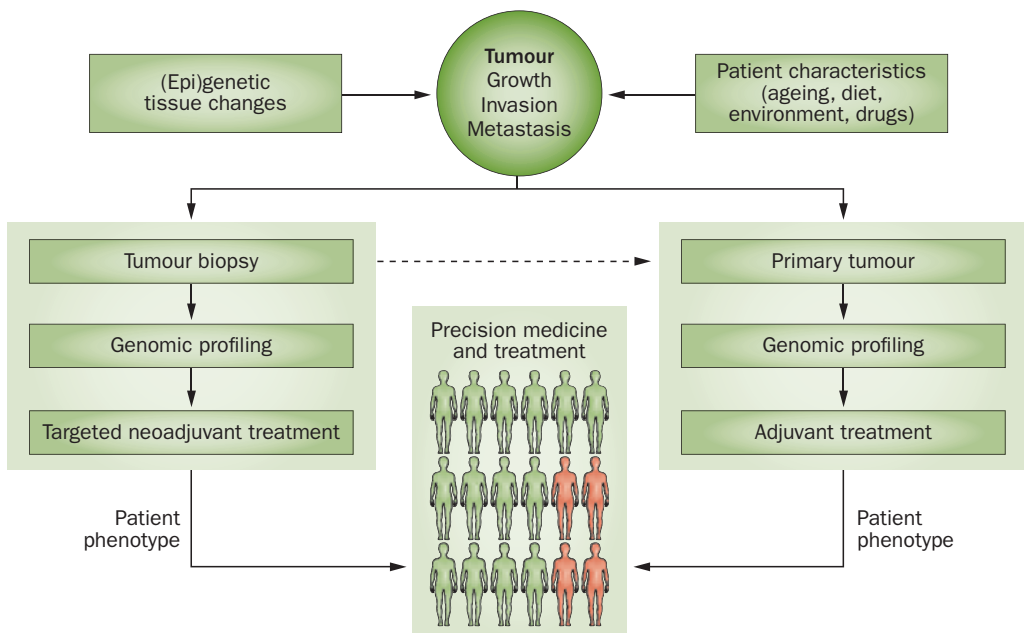 (Epi)genetic
tissue changes
Tumour
Growth
Invasion
Metastasis
Patient characteristics
(ageing, diet,
environment, drugs)
Tumour biopsy
Genomic profiling
Targeted neoadjuvant treatment
Patient
phenotype
Precision medicine
and treatment
Primary tumour
Genomic profiling
Adjuvant treatment
Patient
phenotype